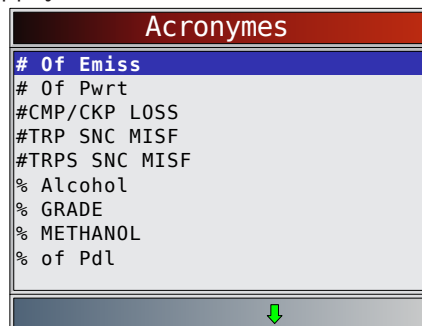 Acronymes
# Of Emiss
# Of Pwrt
#CMP/CKP LOSS
#TRP SNC MISF
#TRPS SNC MISF
% Alcohol
% GRADE
% METHANOL
% of Pdl